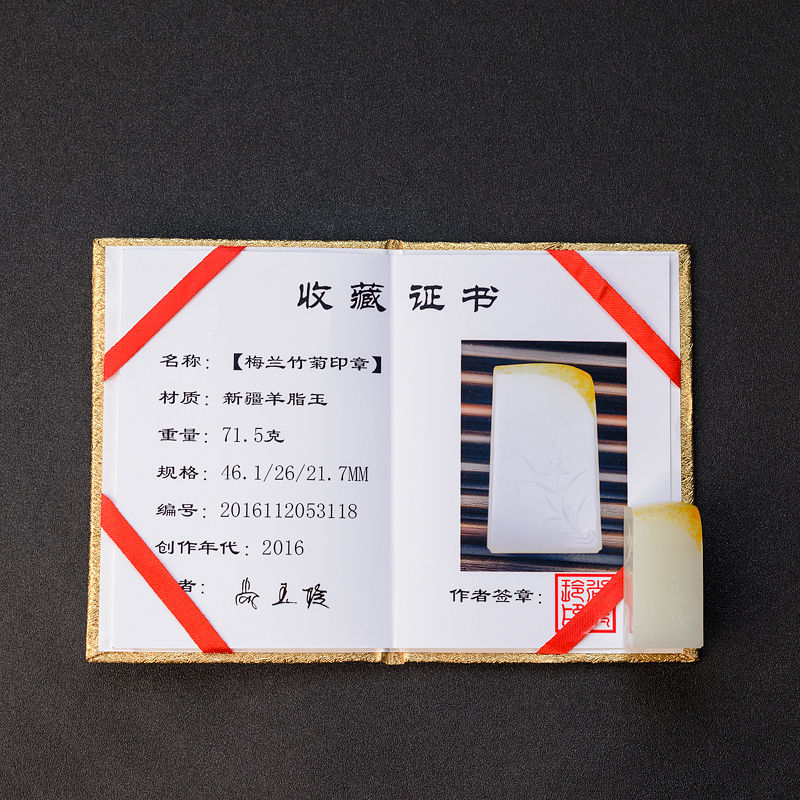 收藏证书
名称：【梅兰竹菊印章】
材质：新疆羊脂玉
重量：71.5克
规格：46.1/26/21.7MM
编号：2016112053118
创作年代：2016
者：
作者签章：